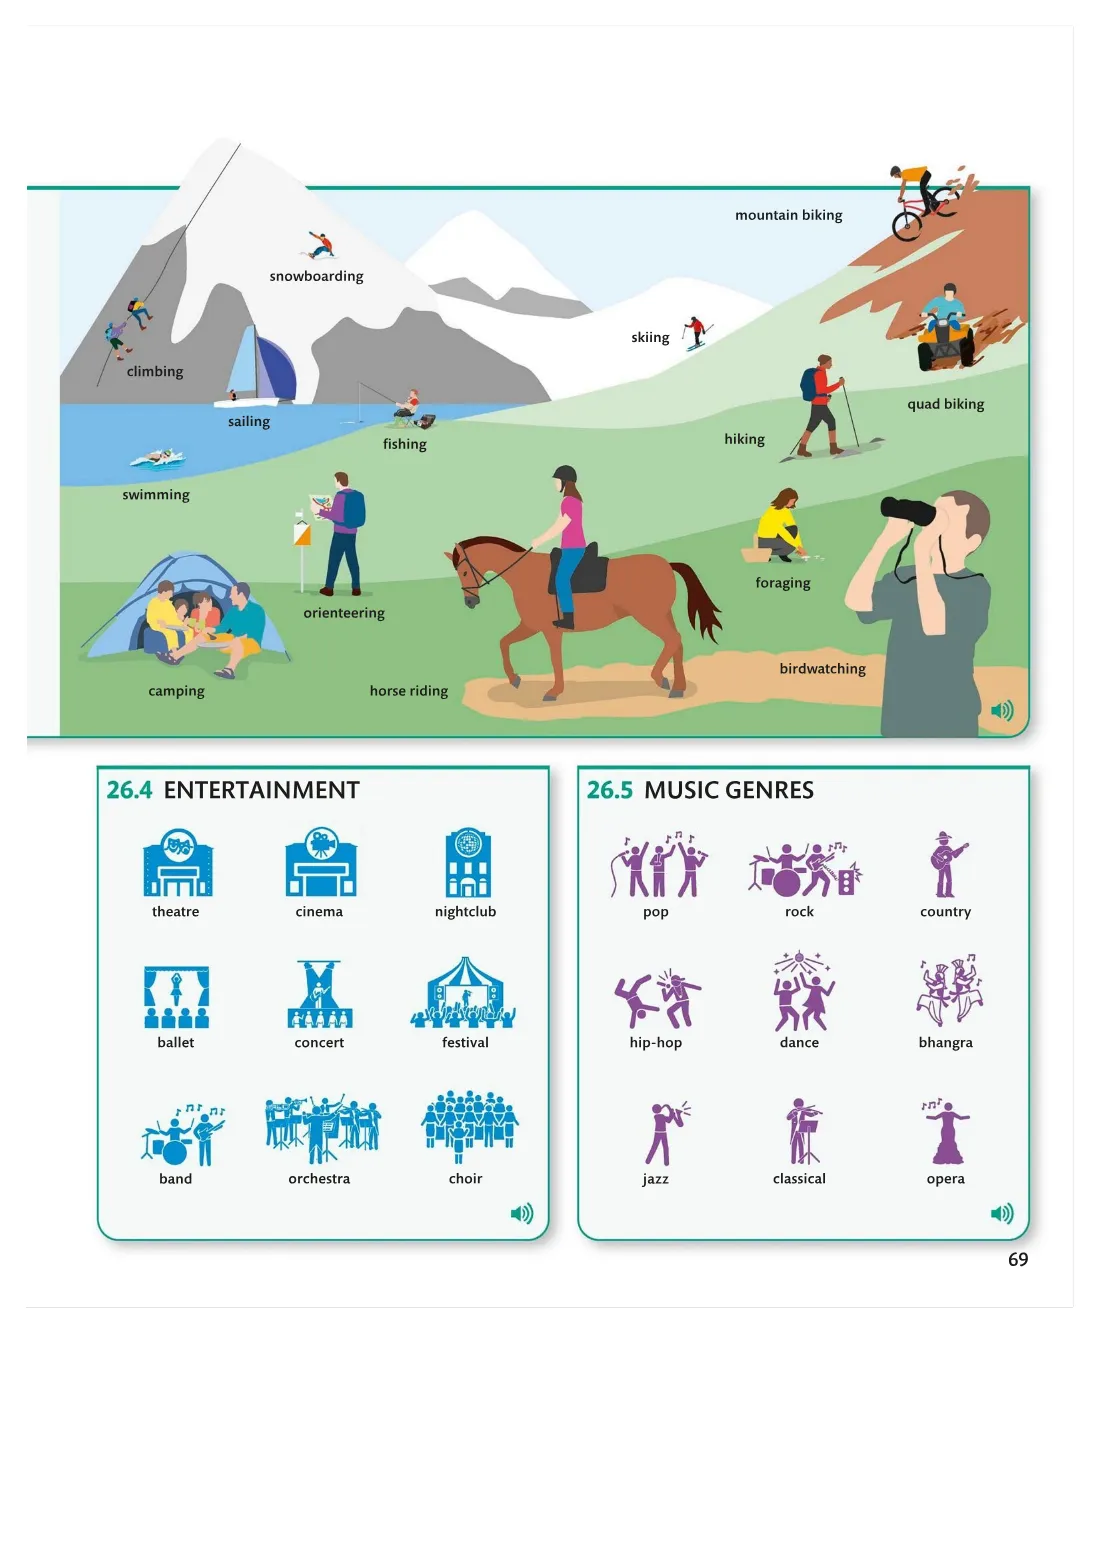 mountain biking
snowboarding
skiing
climbing
quad biking
sailing
hiking
fishing
swimming
foraging
orienteering
birdwatching
camping
horse riding
26.4 ENTERTAINMENT
theatre cinema nightclub
ballet concert festival
band orchestra choir
26.5 MUSIC GENRES
pop rock country
hip-hop dance bhangra
jazz classical opera
69